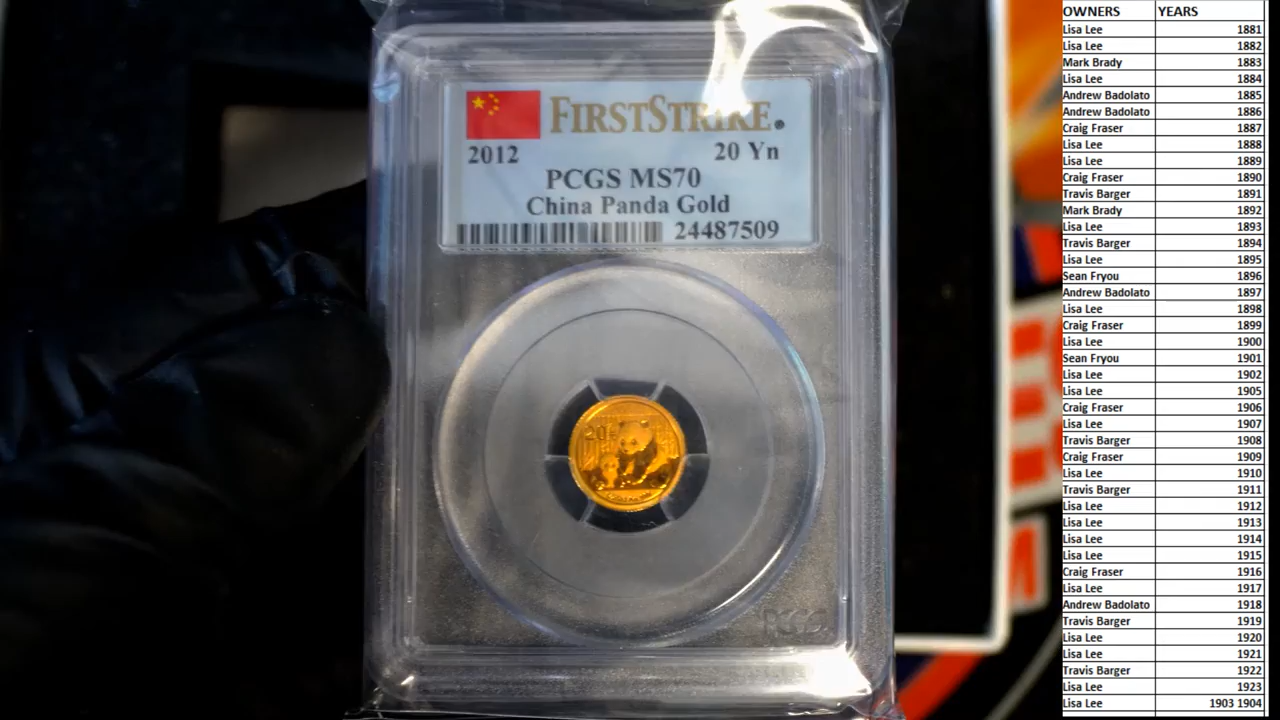 FIRSTSTRIKE®
2012 20 Yn
PCGS MS70
China Panda Gold
24487509
20
PCGS
OWNERS YEARS
Lisa Lee 1881
Lisa Lee 1882
Mark Brady 1883
Lisa Lee 1884
Andrew Badolato 1885
Andrew Badolato 1886
Craig Fraser 1887
Lisa Lee 1888
Lisa Lee 1889
Craig Fraser 1890
Travis Barger 1891
Mark Brady 1892
Lisa Lee 1893
Travis Barger 1894
Lisa Lee 1895
Sean Fryou 1896
Andrew Badolato 1897
Lisa Lee 1898
Craig Fraser 1899
Lisa Lee 1900
Sean Fryou 1901
Lisa Lee 1902
Lisa Lee 1905
Craig Fraser 1906
Lisa Lee 1907
Travis Barger 1908
Craig Fraser 1909
Lisa Lee 1910
Travis Barger 1911
Lisa Lee 1912
Lisa Lee 1913
Lisa Lee 1914
Lisa Lee 1915
Craig Fraser 1916
Lisa Lee 1917
Andrew Badolato 1918
Travis Barger 1919
Lisa Lee 1920
Lisa Lee 1921
Travis Barger 1922
Lisa Lee 1923
Lisa Lee 1903 1904